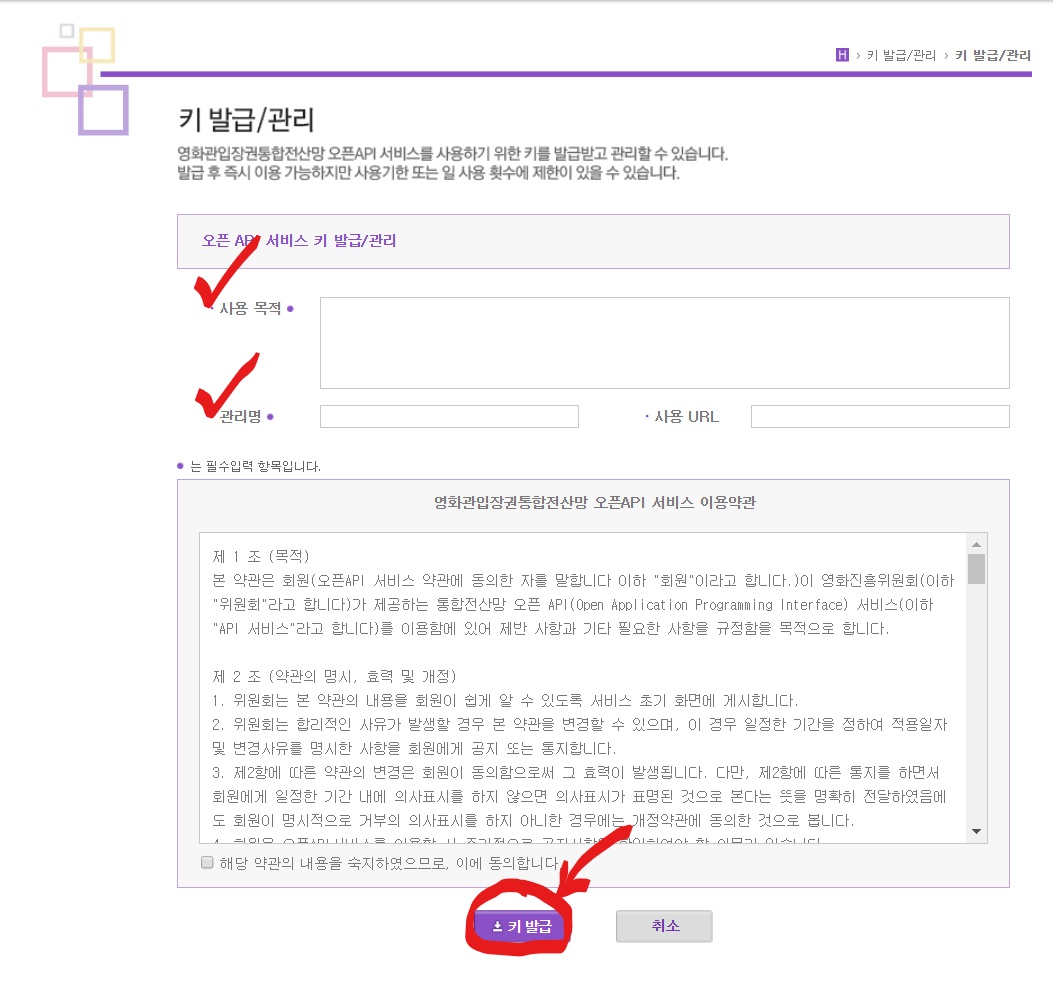 H › 키 발급/관리 › 키 발급/관리
키 발급/관리
영화관입장권통합전산망 오픈API 서비스를 사용하기 위한 키를 발급받고 관리할 수 있습니다.
발급 후 즉시 이용 가능하지만 사용기한 또는 일 사용 횟수에 제한이 있을 수 있습니다.
오픈 API 서비스 키 발급/관리
· 사용 목적 ●
관리명 ●
· 사용 URL
● 는 필수입력 항목입니다.
영화관입장권통합전산망 오픈API 서비스 이용약관
제 1 조 (목적)
본 약관은 회원(오픈API 서비스 약관에 동의한 자를 말합니다 이하 "회원"이라고 합니다.)이 영화진흥위원회(이하
"위원회"라고 합니다)가 제공하는 통합전산망 오픈 API(Open Application Programming Interface) 서비스(이하
"API 서비스"라고 합니다)를 이용함에 있어 제반 사항과 기타 필요한 사항을 규정함을 목적으로 합니다.
제 2 조 (약관의 명시, 효력 및 개정)
1. 위원회는 본 약관의 내용을 회원이 쉽게 알 수 있도록 서비스 초기 화면에 게시합니다.
2. 위원회는 합리적인 사유가 발생할 경우 본 약관을 변경할 수 있으며, 이 경우 일정한 기간을 정하여 적용일자
및 변경사유를 명시한 사항을 회원에게 공지 또는 통지합니다.
3. 제2항에 따른 약관의 변경은 회원이 동의함으로써 그 효력이 발생됩니다. 다만, 제2항에 따른 통지를 하면서
회원에게 일정한 기간 내에 의사표시를 하지 않으면 의사표시가 표명된 것으로 본다는 뜻을 명확히 전달하였음에
도 회원이 명시적으로 거부의 의사표시를 하지 아니한 경우에는 개정약관에 동의한 것으로 봅니다.
해당 약관의 내용을 숙지하였으므로, 이에 동의합니다
키 발급
취소